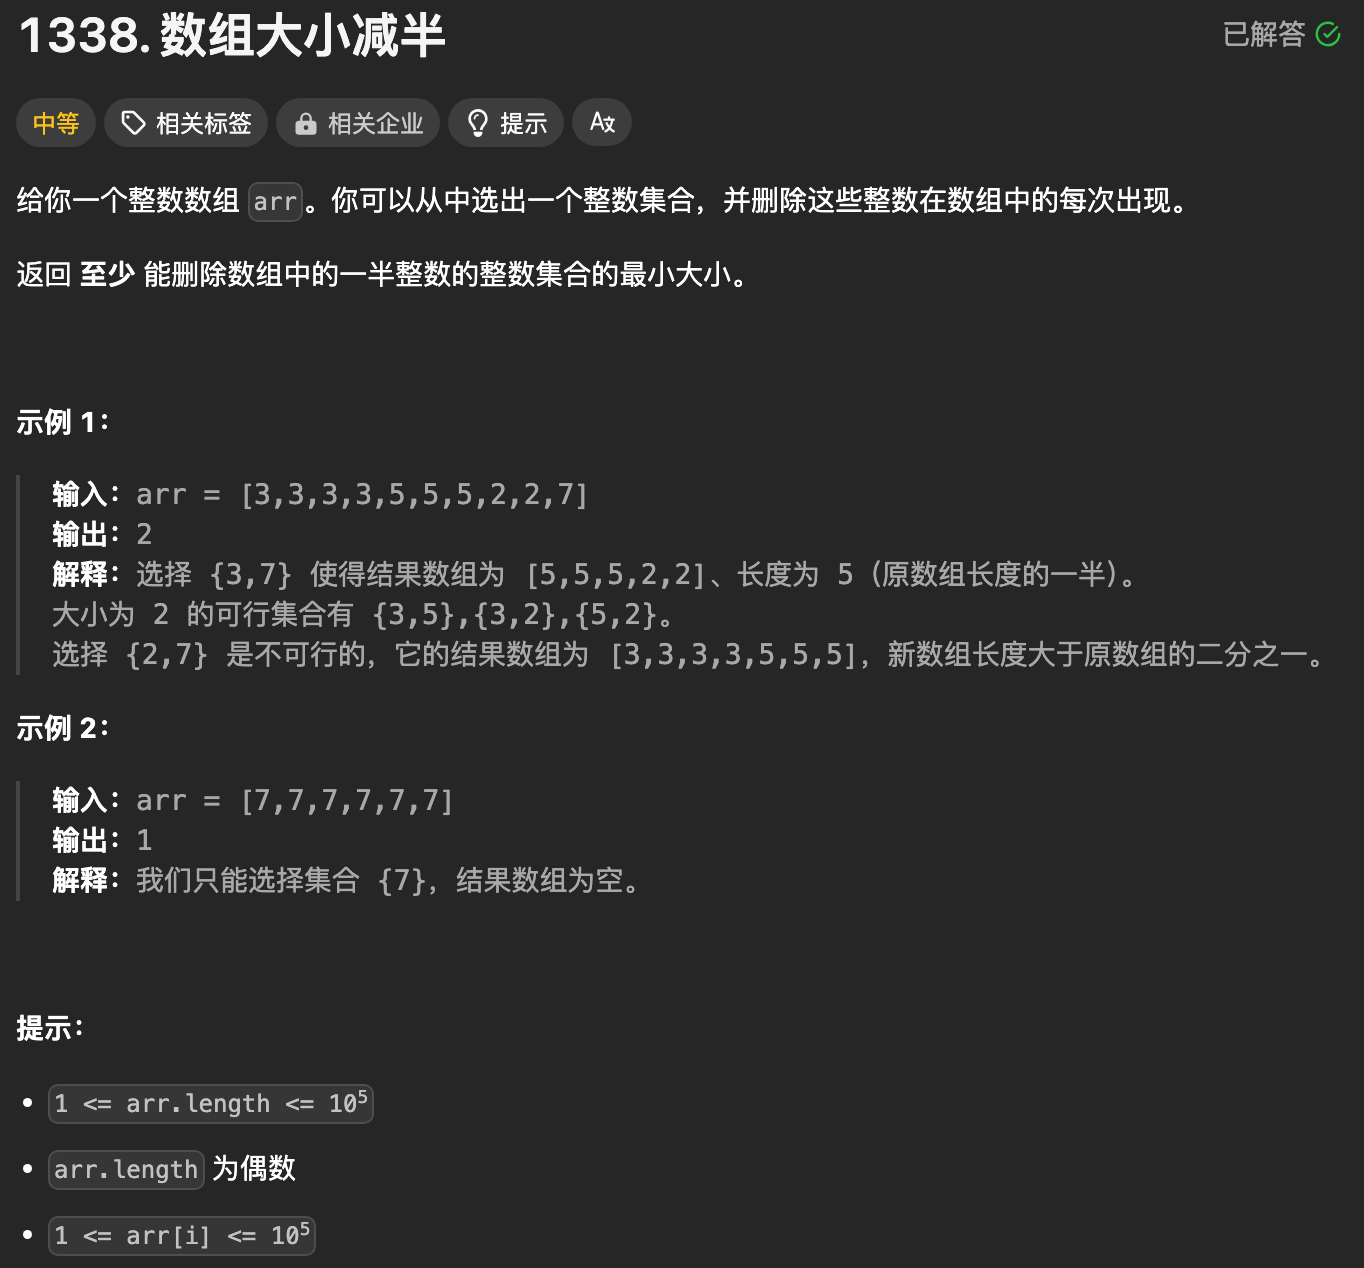 1338. 数组大小减半
已解答
中等
相关标签
相关企业
提示
给你一个整数数组 arr。你可以从中选出一个整数集合，并删除这些整数在数组中的每次出现。
返回 至少 能删除数组中的一半整数的整数集合的最小大小。
示例 1：
输入：arr = [3,3,3,3,5,5,5,2,2,7]
输出：2
解释：选择 {3,7} 使得结果数组为 [5,5,5,2,2]、长度为 5（原数组长度的一半）。
大小为 2 的可行集合有 {3,5},{3,2},{5,2}。
选择 {2,7} 是不可行的，它的结果数组为 [3,3,3,3,5,5,5]，新数组长度大于原数组的二分之一。
示例 2：
输入：arr = [7,7,7,7,7,7]
输出：1
解释：我们只能选择集合 {7}，结果数组为空。
提示：
1 <= arr.length <= 10⁵
arr.length 为偶数
1 <= arr[i] <= 10⁵